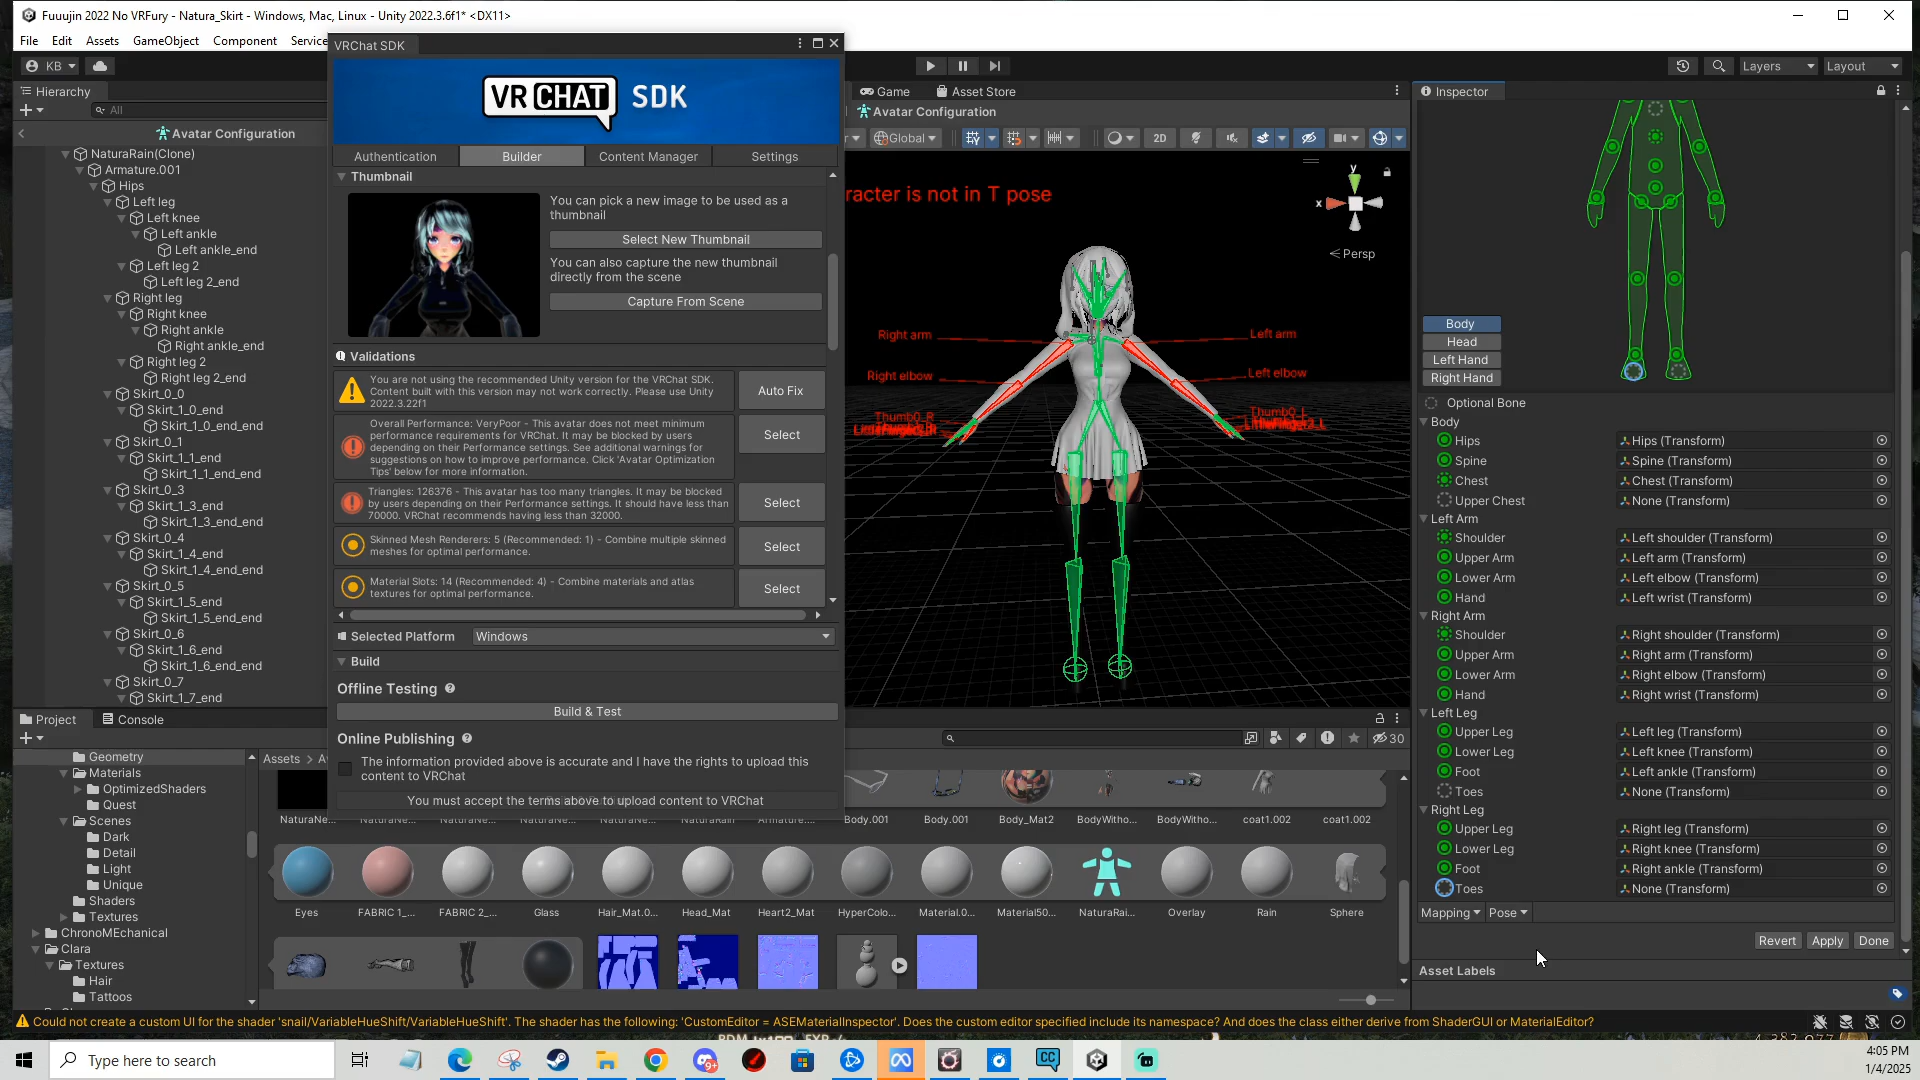 Fuuujin 2022 No VRFury - Natura_Skirt - Windows, Mac, Linux - Unity 2022.3.6f1* <DX11>
File Edit Assets GameObject Component Service
KB
Layers
Layout
VRChat SDK
VRCHAT SDK
Authentication
Builder
Content Manager
Settings
Thumbnail
You can pick a new image to be used as a
thumbnail
Select New Thumbnail
You can also capture the new thumbnail
directly from the scene
Capture From Scene
Validations
You are not using the recommended Unity version for the VRChat SDK.
Content built with this version may not work correctly. Please use Unity
2022.3.22f1
Auto Fix
Overall Performance: VeryPoor - This avatar does not meet minimum
performance requirements for VRChat. It may be blocked by users
depending on their Performance settings. See additional warnings for
suggestions on how to improve performance. Click 'Avatar Optimization
Tips' below for more information.
Select
Triangles: 126376 - This avatar has too many triangles. It may be blocked
by users depending on their Performance settings. It should have less than
70000. VRChat recommends having less than 32000.
Select
Skinned Mesh Renderers: 5 (Recommended: 1) - Combine multiple skinned
meshes for optimal performance.
Select
Material Slots: 14 (Recommended: 4) - Combine materials and atlas
textures for optimal performance.
Select
Selected Platform
Windows
Build
Offline Testing
Build & Test
Online Publishing
The information provided above is accurate and I have the rights to upload this
content to VRChat
You must accept the terms above to upload content to VRChat
Hierarchy
All
Avatar Configuration
NaturaRain(Clone)
Armature.001
Hips
Left leg
Left knee
Left ankle
Left ankle_end
Left leg 2
Left leg 2_end
Right leg
Right knee
Right ankle
Right ankle_end
Right leg 2
Right leg 2_end
Skirt_0_0
Skirt_1_0_end
Skirt_1_0_end_end
Skirt_0_1
Skirt_1_1_end
Skirt_1_1_end_end
Skirt_0_3
Skirt_1_3_end
Skirt_1_3_end_end
Skirt_0_4
Skirt_1_4_end
Skirt_1_4_end_end
Skirt_0_5
Skirt_1_5_end
Skirt_1_5_end_end
Skirt_0_6
Skirt_1_6_end
Skirt_1_6_end_end
Skirt_0_7
Skirt_1_7_end
Game
Asset Store
Avatar Configuration
Global
2D
racter is not in T pose
y
x
Persp
Right arm
Left arm
Right elbow
Left elbow
Thumb0_R
Thumb0_L
Inspector
Body
Head
Left Hand
Right Hand
Optional Bone
Body
Hips Hips (Transform)
Spine Spine (Transform)
Chest Chest (Transform)
Upper Chest None (Transform)
Left Arm
Shoulder Left shoulder (Transform)
Upper Arm Left arm (Transform)
Lower Arm Left elbow (Transform)
Hand Left wrist (Transform)
Right Arm
Shoulder Right shoulder (Transform)
Upper Arm Right arm (Transform)
Lower Arm Right elbow (Transform)
Hand Right wrist (Transform)
Left Leg
Upper Leg Left leg (Transform)
Lower Leg Left knee (Transform)
Foot Left ankle (Transform)
Toes None (Transform)
Right Leg
Upper Leg Right leg (Transform)
Lower Leg Right knee (Transform)
Foot Right ankle (Transform)
Toes None (Transform)
Mapping Pose
Revert Apply Done
Asset Labels
Project
Console
30
Geometry
Materials
OptimizedShaders
Quest
Scenes
Dark
Detail
Light
Unique
Shaders
Textures
ChronoMEchanical
Clara
Textures
Hair
Tattoos
Assets > A
NaturaNe... NaturaNe... NaturaNe... NaturaNe... NaturaNe... NaturaRain Armature.... Body.001 Body.001 Body_Mat2 BodyWitho... BodyWitho... coat1.002 coat1.002
Eyes FABRIC 1_... FABRIC 2_... Glass Hair_Mat.0... Head_Mat Heart2_Mat HyperColo... Material.0... Material50... NaturaRai... Overlay Rain Sphere
Could not create a custom UI for the shader 'snail/VariableHueShift/VariableHueShift'. The shader has the following: 'CustomEditor = ASEMaterialInspector'. Does the custom editor specified include its namespace? And does the class either derive from ShaderGUI or MaterialEditor?
Type here to search
9+
CC
4:05 PM
1/4/2025